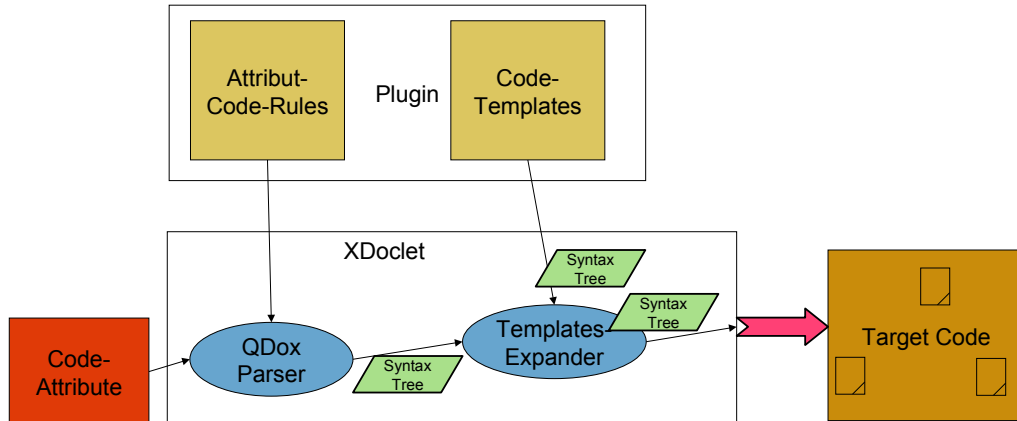 Attribut-
Code-Rules
Plugin
Code-
Templates
XDoclet
Syntax
Tree
Syntax
Tree
Templates-
Expander
QDox
Parser
Syntax
Tree
Code-
Attribute
Target Code